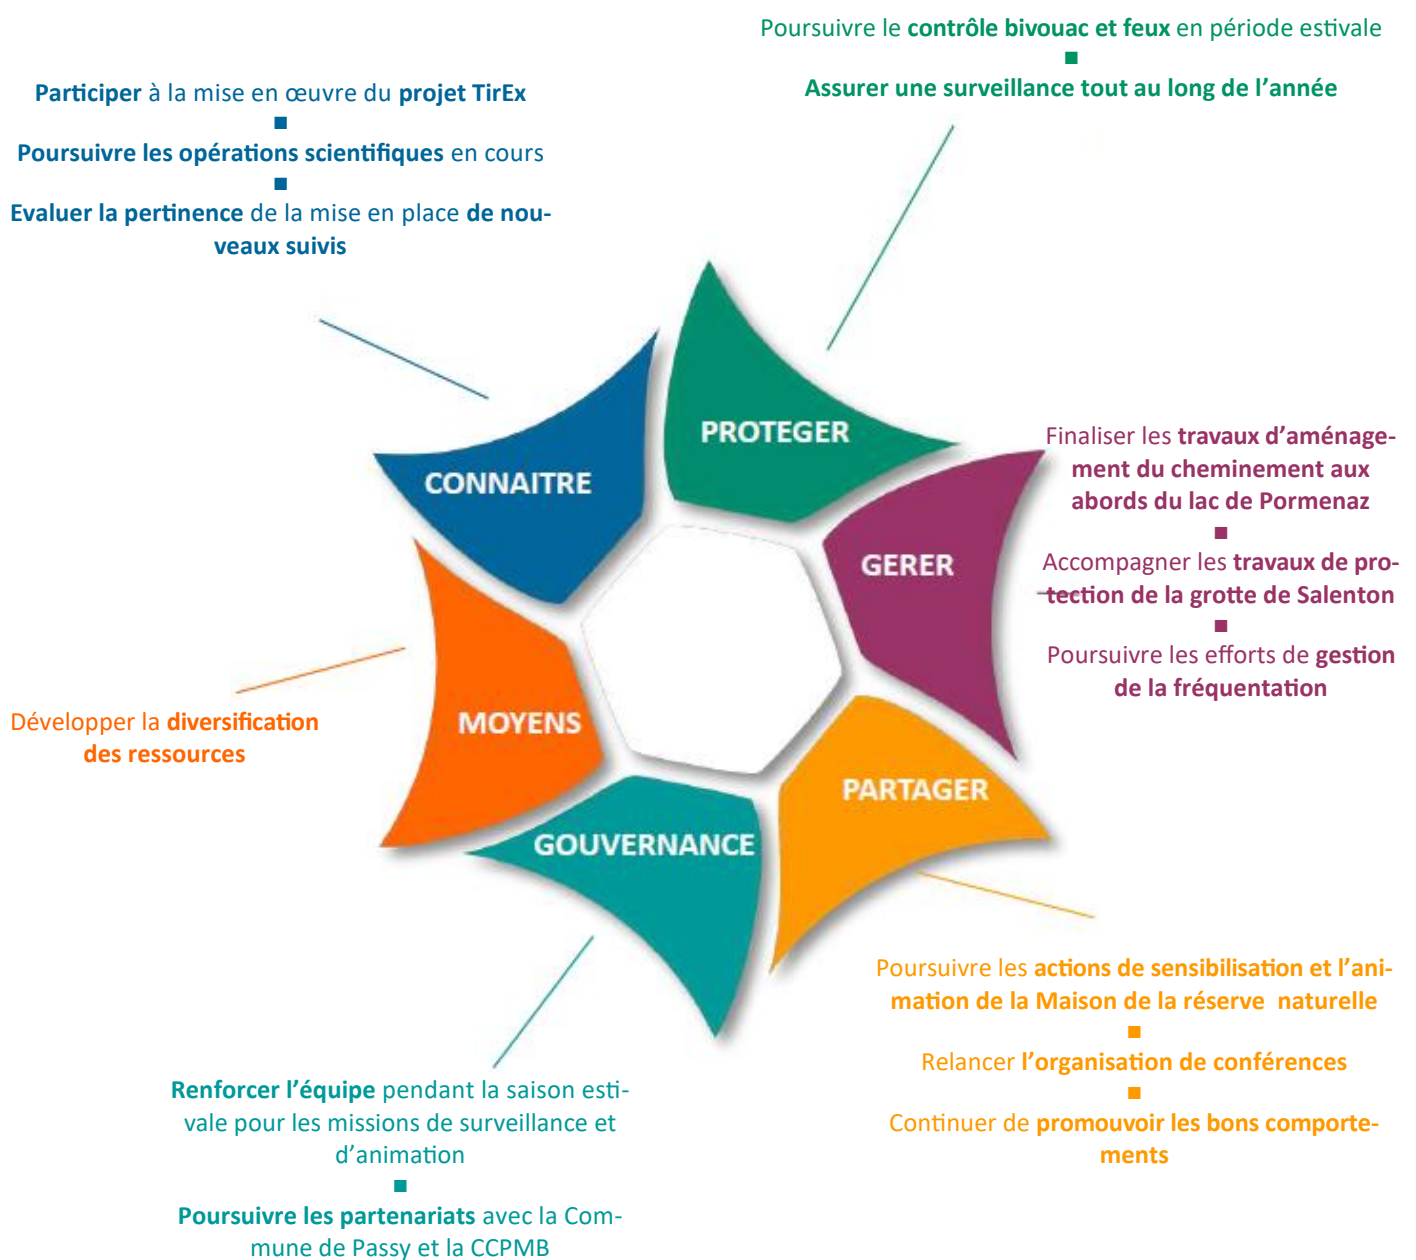 Poursuivre le contrôle bivouac et feux en période estivale
■
Assurer une surveillance tout au long de l’année
Participer à la mise en œuvre du projet TirEx
■
Poursuivre les opérations scientifiques en cours
■
Evaluer la pertinence de la mise en place de nou-
veaux suivis
PROTEGER
CONNAITRE
Finaliser les travaux d’aménage-
ment du cheminement aux
abords du lac de Pormenaz
■
Accompagner les travaux de pro-
tection de la grotte de Salenton
■
Poursuivre les efforts de gestion
de la fréquentation
GERER
Développer la diversification
des ressources
MOYENS
PARTAGER
GOUVERNANCE
Poursuivre les actions de sensibilisation et l’ani-
mation de la Maison de la réserve naturelle
■
Relancer l’organisation de conférences
■
Continuer de promouvoir les bons comporte-
ments
Renforcer l’équipe pendant la saison esti-
vale pour les missions de surveillance et
d’animation
■
Poursuivre les partenariats avec la Com-
mune de Passy et la CCPMB